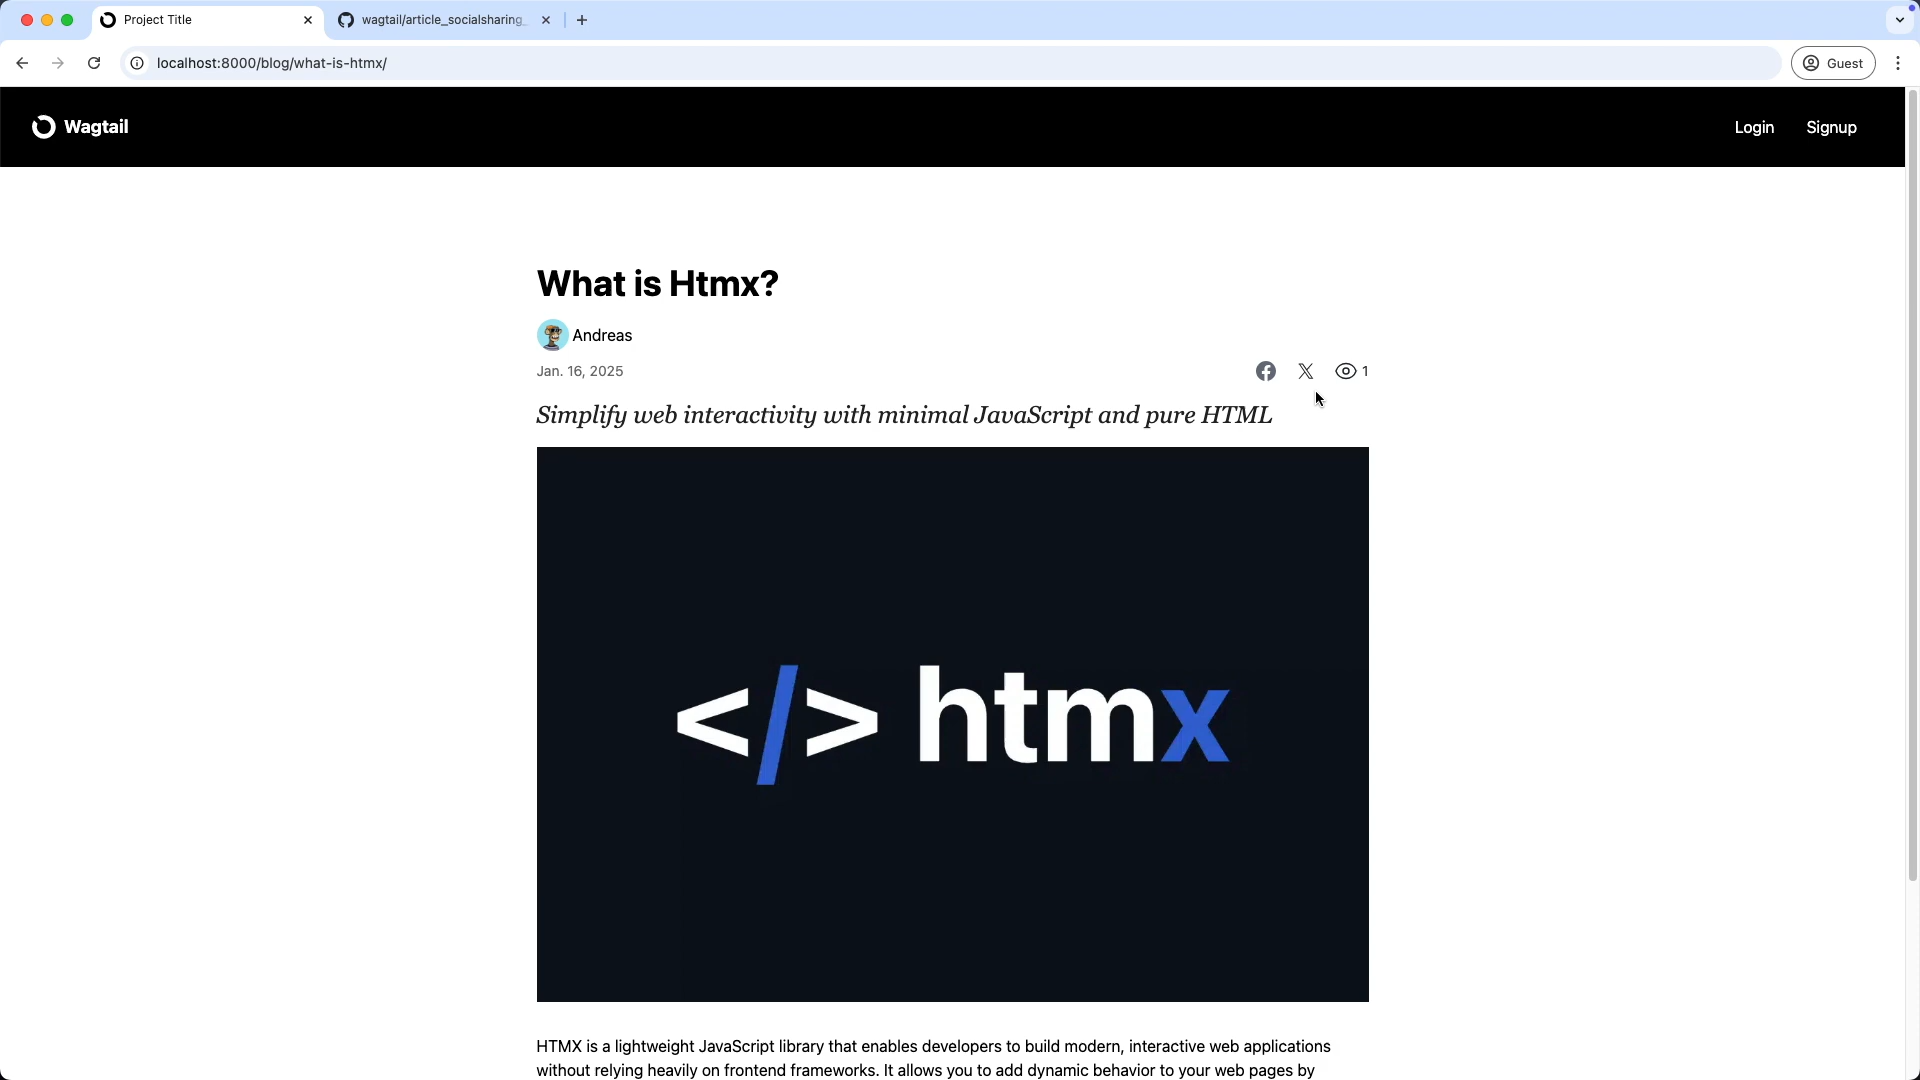 Project Title
wagtail/article_socialsharing_
localhost:8000/blog/what-is-htmx/
Guest
Wagtail
Login
Signup
What is Htmx?
Andreas
Jan. 16, 2025
1
Simplify web interactivity with minimal JavaScript and pure HTML
</> htmx
HTMX is a lightweight JavaScript library that enables developers to build modern, interactive web applications
without relying heavily on frontend frameworks. It allows you to add dynamic behavior to your web pages by